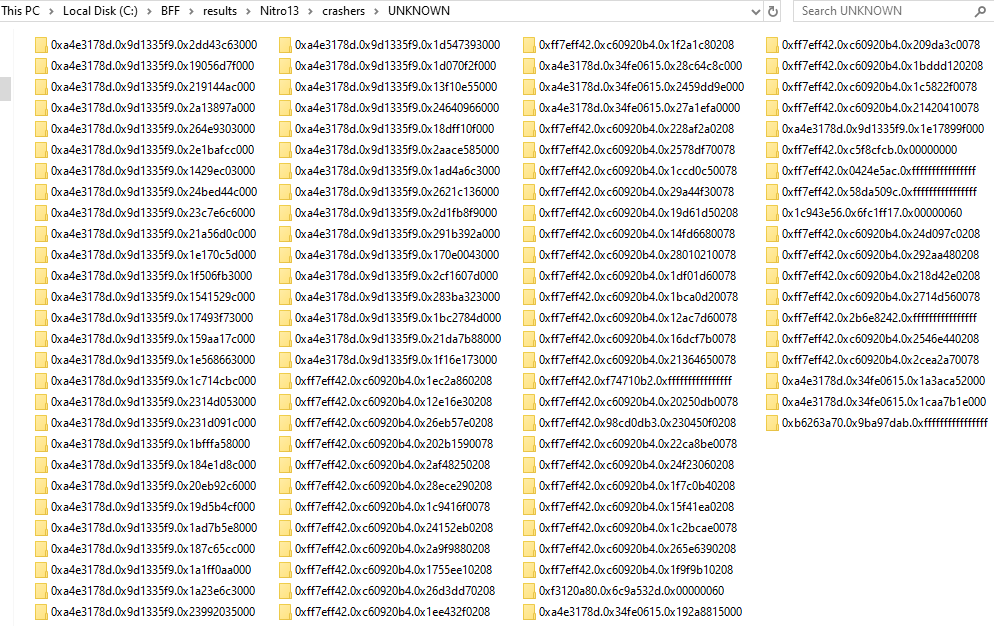 This PC > Local Disk (C:) > BFF > results > Nitro13 > crashers > UNKNOWN
Search UNKNOWN
0xa4e3178d.0x9d1335f9.0x2dd43c63000
0xa4e3178d.0x9d1335f9.0x19056d7f000
0xa4e3178d.0x9d1335f9.0x219144ac000
0xa4e3178d.0x9d1335f9.0x2a13897a000
0xa4e3178d.0x9d1335f9.0x264e9303000
0xa4e3178d.0x9d1335f9.0x2e1bafcc000
0xa4e3178d.0x9d1335f9.0x1429ec03000
0xa4e3178d.0x9d1335f9.0x24bed44c000
0xa4e3178d.0x9d1335f9.0x23c7e6c6000
0xa4e3178d.0x9d1335f9.0x21a56d0c000
0xa4e3178d.0x9d1335f9.0x1e170c5d000
0xa4e3178d.0x9d1335f9.0x1f506fb3000
0xa4e3178d.0x9d1335f9.0x1541529c000
0xa4e3178d.0x9d1335f9.0x17493f73000
0xa4e3178d.0x9d1335f9.0x159aa17c000
0xa4e3178d.0x9d1335f9.0x1e568663000
0xa4e3178d.0x9d1335f9.0x1c714cbc000
0xa4e3178d.0x9d1335f9.0x2314d053000
0xa4e3178d.0x9d1335f9.0x231d091c000
0xa4e3178d.0x9d1335f9.0x1bfffa58000
0xa4e3178d.0x9d1335f9.0x184e1d8c000
0xa4e3178d.0x9d1335f9.0x20eb92c6000
0xa4e3178d.0x9d1335f9.0x19d5b4cf000
0xa4e3178d.0x9d1335f9.0x1ad7b5e8000
0xa4e3178d.0x9d1335f9.0x187c65cc000
0xa4e3178d.0x9d1335f9.0x1a1ff0aa000
0xa4e3178d.0x9d1335f9.0x1a23e6c3000
0xa4e3178d.0x9d1335f9.0x23992035000
0xa4e3178d.0x9d1335f9.0x1d547393000
0xa4e3178d.0x9d1335f9.0x1d070f2f000
0xa4e3178d.0x9d1335f9.0x13f10e55000
0xa4e3178d.0x9d1335f9.0x24640966000
0xa4e3178d.0x9d1335f9.0x18dff10f000
0xa4e3178d.0x9d1335f9.0x2aace585000
0xa4e3178d.0x9d1335f9.0x1ad4a6c3000
0xa4e3178d.0x9d1335f9.0x2621c136000
0xa4e3178d.0x9d1335f9.0x2d1fb8f9000
0xa4e3178d.0x9d1335f9.0x291b392a000
0xa4e3178d.0x9d1335f9.0x170e0043000
0xa4e3178d.0x9d1335f9.0x2cf1607d000
0xa4e3178d.0x9d1335f9.0x283ba323000
0xa4e3178d.0x9d1335f9.0x1bc2784d000
0xa4e3178d.0x9d1335f9.0x21da7b88000
0xa4e3178d.0x9d1335f9.0x1f16e173000
0xff7eff42.0xc60920b4.0x1ec2a860208
0xff7eff42.0xc60920b4.0x12e16e30208
0xff7eff42.0xc60920b4.0x26eb57e0208
0xff7eff42.0xc60920b4.0x202b1590078
0xff7eff42.0xc60920b4.0x2af48250208
0xff7eff42.0xc60920b4.0x28ece290208
0xff7eff42.0xc60920b4.0x1c9416f0078
0xff7eff42.0xc60920b4.0x24152eb0208
0xff7eff42.0xc60920b4.0x2a9f9880208
0xff7eff42.0xc60920b4.0x1755ee10208
0xff7eff42.0xc60920b4.0x26d3dd70208
0xff7eff42.0xc60920b4.0x1ee432f0208
0xff7eff42.0xc60920b4.0x1f2a1c80208
0xa4e3178d.0x34fe0615.0x28c64c8c000
0xa4e3178d.0x34fe0615.0x2459dd9e000
0xa4e3178d.0x34fe0615.0x27a1efa0000
0xff7eff42.0xc60920b4.0x228af2a0208
0xff7eff42.0xc60920b4.0x2578df70078
0xff7eff42.0xc60920b4.0x1ccd0c50078
0xff7eff42.0xc60920b4.0x29a44f30078
0xff7eff42.0xc60920b4.0x19d61d50208
0xff7eff42.0xc60920b4.0x14fd6680078
0xff7eff42.0xc60920b4.0x28010210078
0xff7eff42.0xc60920b4.0x1df01d60078
0xff7eff42.0xc60920b4.0x1bca0d20078
0xff7eff42.0xc60920b4.0x12ac7d60078
0xff7eff42.0xc60920b4.0x16dcf7b0078
0xff7eff42.0xc60920b4.0x21364650078
0xff7eff42.0xf74710b2.0xffffffffffffffff
0xff7eff42.0xc60920b4.0x20250db0078
0xff7eff42.0x98cd0db3.0x230450f0208
0xff7eff42.0xc60920b4.0x22ca8be0078
0xff7eff42.0xc60920b4.0x24f23060208
0xff7eff42.0xc60920b4.0x1f7c0b40208
0xff7eff42.0xc60920b4.0x15f41ea0208
0xff7eff42.0xc60920b4.0x1c2bcae0078
0xff7eff42.0xc60920b4.0x265e6390208
0xff7eff42.0xc60920b4.0x1f9f9b10208
0xf3120a80.0x6c9a532d.0x00000060
0xa4e3178d.0x34fe0615.0x192a8815000
0xff7eff42.0xc60920b4.0x209da3c0078
0xff7eff42.0xc60920b4.0x1bddd120208
0xff7eff42.0xc60920b4.0x1c5822f0078
0xff7eff42.0xc60920b4.0x21420410078
0xa4e3178d.0x9d1335f9.0x1e17899f000
0xff7eff42.0xc5f8cfcb.0x00000000
0xff7eff42.0x0424e5ac.0xffffffffffffffff
0xff7eff42.0x58da509c.0xffffffffffffffff
0x1c943e56.0x6fc1ff17.0x00000060
0xff7eff42.0xc60920b4.0x24d097c0208
0xff7eff42.0xc60920b4.0x292aa480208
0xff7eff42.0xc60920b4.0x218d42e0208
0xff7eff42.0xc60920b4.0x2714d560078
0xff7eff42.0x2b6e8242.0xffffffffffffffff
0xff7eff42.0xc60920b4.0x2546e440208
0xff7eff42.0xc60920b4.0x2cea2a70078
0xa4e3178d.0x34fe0615.0x1a3aca52000
0xa4e3178d.0x34fe0615.0x1caa7b1e000
0xb6263a70.0x9ba97dab.0xffffffffffffffff